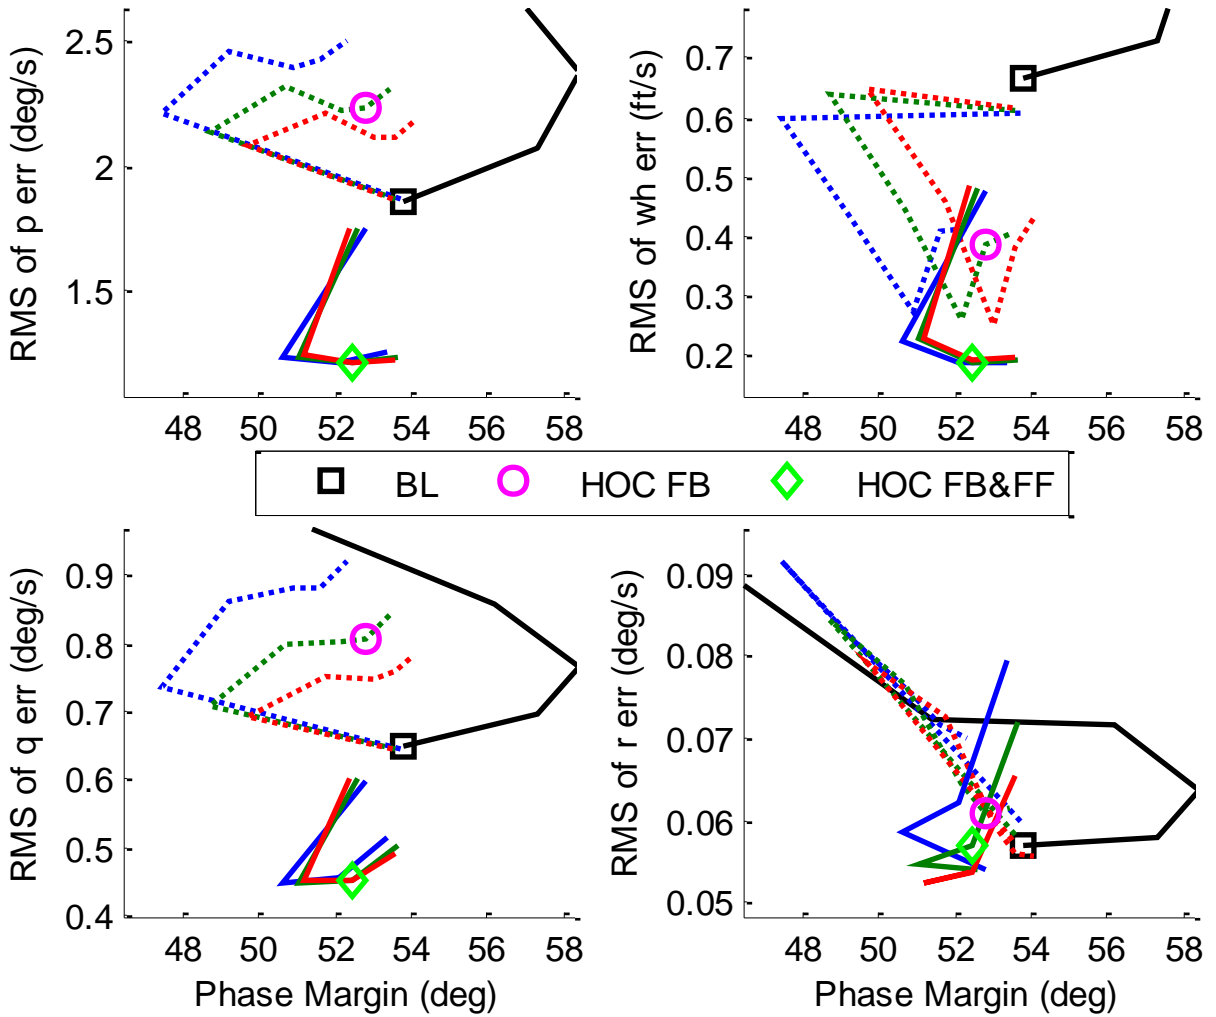 RMS of p err (deg/s)
2.5
2
1.5
48 50 52 54 56 58
RMS of wh err (ft/s)
0.7
0.6
0.5
0.4
0.3
0.2
48 50 52 54 56 58
BL HOC FB HOC FB&FF
RMS of q err (deg/s)
0.9
0.8
0.7
0.6
0.5
0.4
48 50 52 54 56 58
Phase Margin (deg)
RMS of r err (deg/s)
0.09
0.08
0.07
0.06
0.05
48 50 52 54 56 58
Phase Margin (deg)